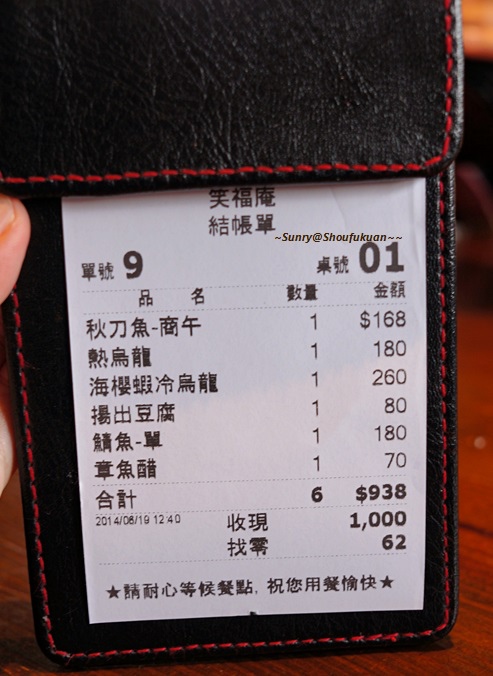 笑福庵
結帳單
~Sunry@Shoufukuan~~
單號 9 桌號 01
品 名 數量 金額
秋刀魚-商午 1 $168
熱烏龍 1 180
海櫻蝦冷烏龍 1 260
揚出豆腐 1 80
鯖魚-單 1 180
章魚醋 1 70
合計 6 $938
2014/08/19 12:40 收現 1,000
找零 62
★請耐心等候餐點, 祝您用餐愉快★